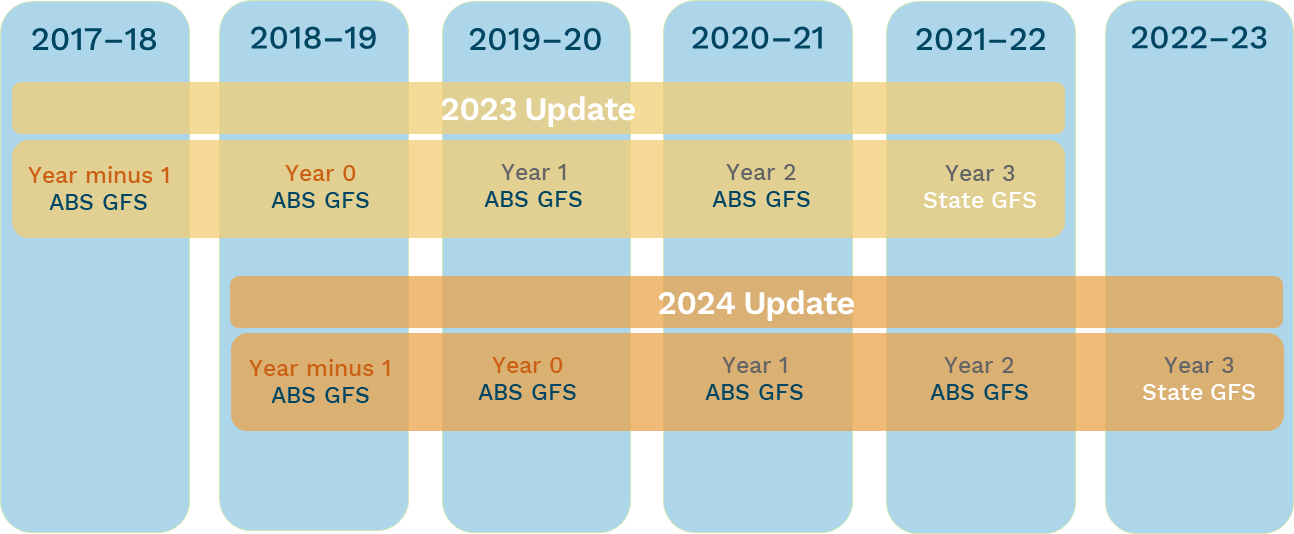 2017–18 2018–19 2019–20 2020–21 2021–22 2022–23
2023 Update
Year minus 1 Year 0 Year 1 Year 2 Year 3
ABS GFS ABS GFS ABS GFS ABS GFS State GFS
2024 Update
Year minus 1 Year 0 Year 1 Year 2 Year 3
ABS GFS ABS GFS ABS GFS ABS GFS State GFS